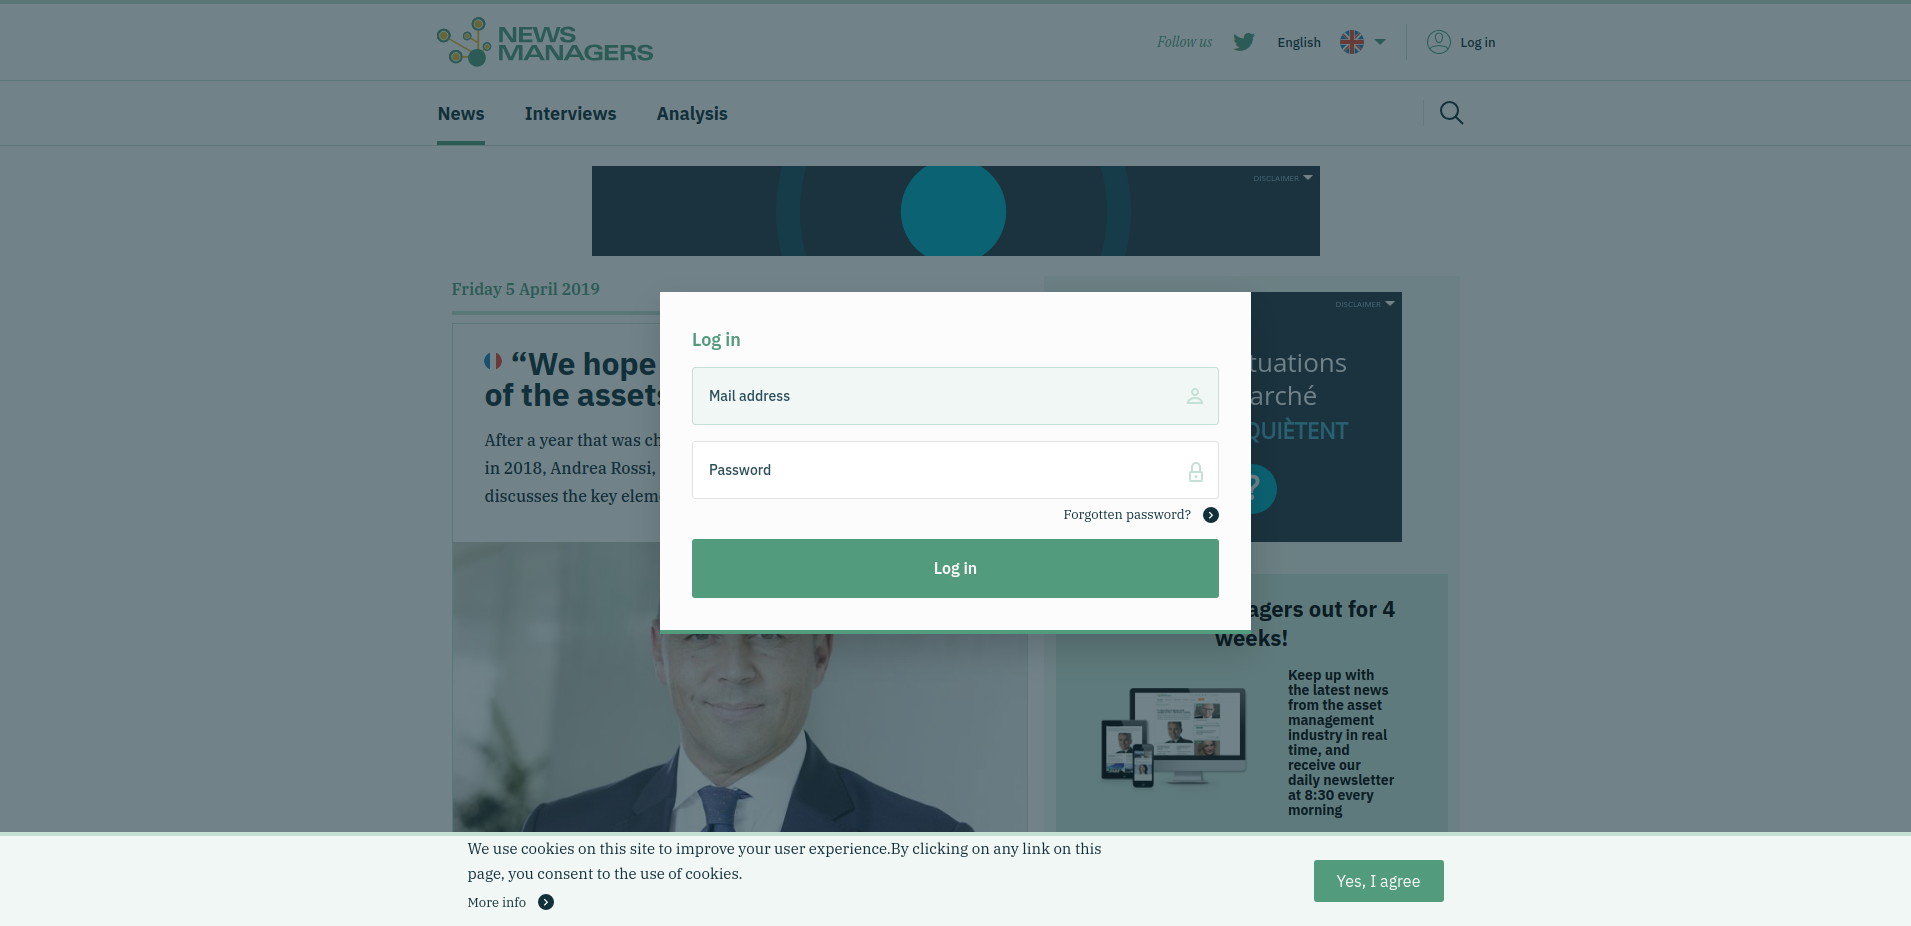 NEWS
MANAGERS
Follow us
English
Log in
News
Interviews
Analysis
DISCLAIMER
Friday 5 April 2019
“We hope
of the assets
After a year that was ch
in 2018, Andrea Rossi,
discusses the key eleme
Log in
Mail address
Password
Forgotten password?
Log in
DISCLAIMER
tuations
arché
QUIÈTENT
?
agers out for 4
weeks!
Keep up with
the latest news
from the asset
management
industry in real
time, and
receive our
daily newsletter
at 8:30 every
morning
We use cookies on this site to improve your user experience.By clicking on any link on this
page, you consent to the use of cookies.
More info
Yes, I agree